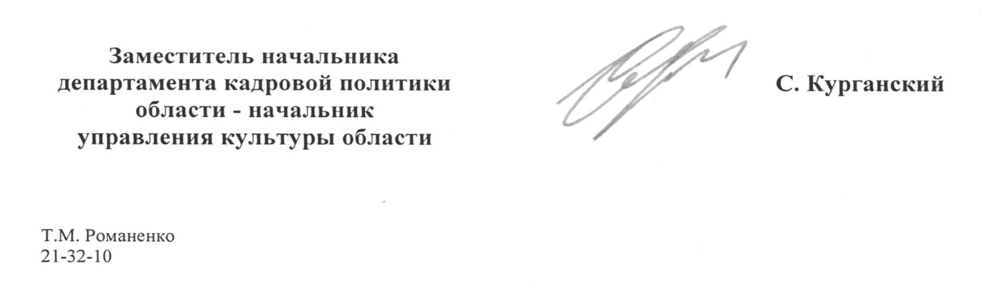 Заместитель начальника
департамента кадровой политики
области - начальник
управления культуры области
С. Курганский
Т.М. Романенко
21-32-10